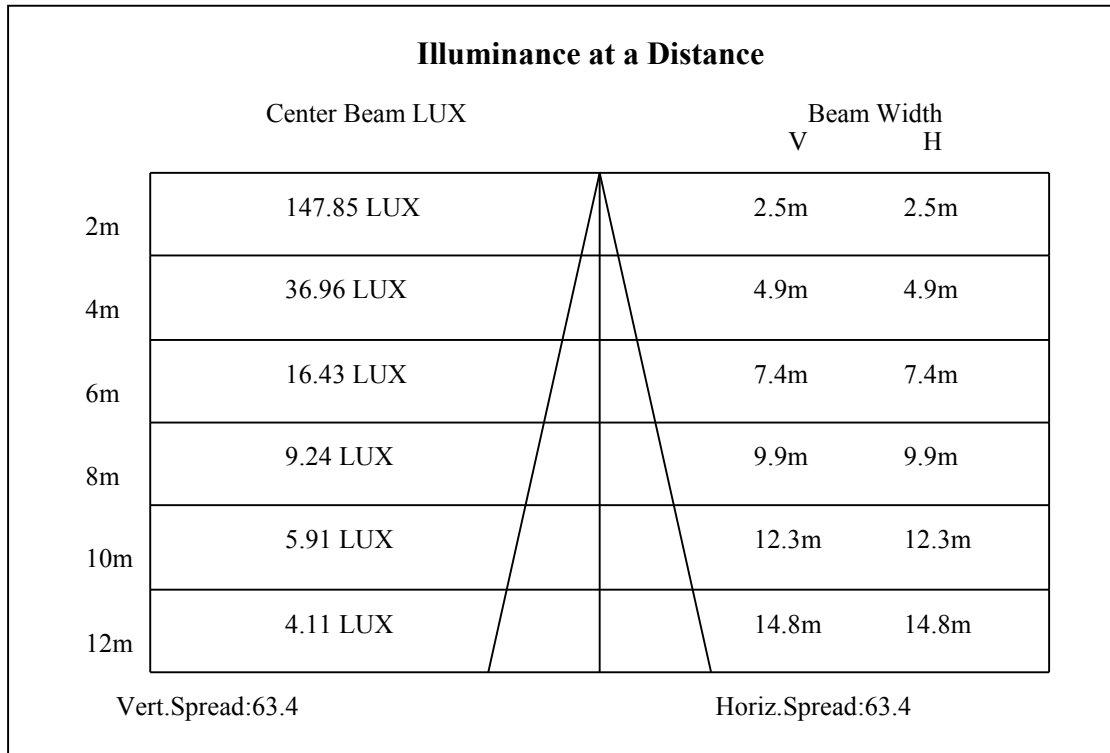 Illuminance at a Distance
Center Beam LUX Beam Width
V H
2m 147.85 LUX 2.5m 2.5m
4m 36.96 LUX 4.9m 4.9m
6m 16.43 LUX 7.4m 7.4m
8m 9.24 LUX 9.9m 9.9m
10m 5.91 LUX 12.3m 12.3m
12m 4.11 LUX 14.8m 14.8m
Vert.Spread:63.4 Horiz.Spread:63.4